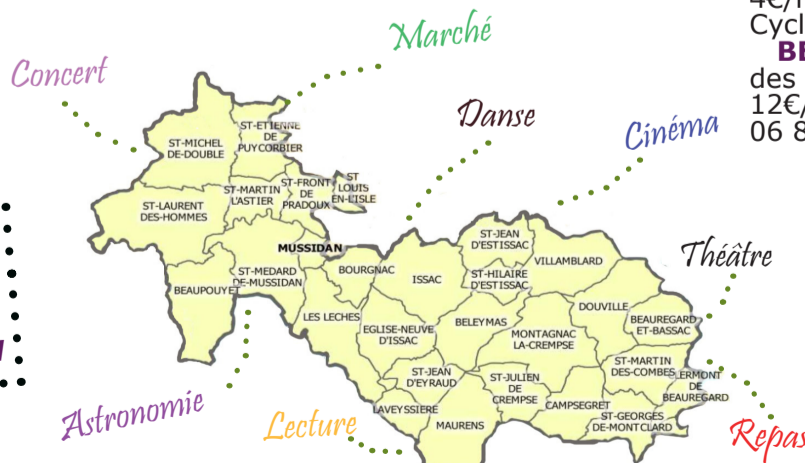 4€/
Cycl
BE
des
12€/
06 8
Marché
Concert
Danse
Cinéma
Théâtre
Repas
Lecture
Astronomie
ST-MICHEL
DE-DOUBLE
ST-ETIENNE
DE
PUYCORBIER
ST-LAURENT
DES-HOMMES
ST-MARTIN
L'ASTIER
ST-FRONT
DE
PRADOUX
ST
LOUIS
EN-L'ISLE
MUSSIDAN
BEAUPOUYET
ST-MEDARD
DE-MUSSIDAN
BOURGNAC
LES LECHES
ISSAC
ST-JEAN
D'ESTISSAC
ST-HILAIRE
D'ESTISSAC
VILLAMBLARD
EGLISE-NEUVE
D'ISSAC
BELEYMAS
DOUVILLE
MONTAGNAC
LA-CREMPSE
BEAUREGARD
ET-BASSAC
ST-JEAN
D'EYRAUD
ST-JULIEN
DE
CREMPSE
ST-MARTIN
DES-COMBES
CLERMONT
DE
BEAUREGARD
LAVEYSSIERE
MAURENS
CAMPSEGRET
ST-GEORGES
DE-MONTCLARD